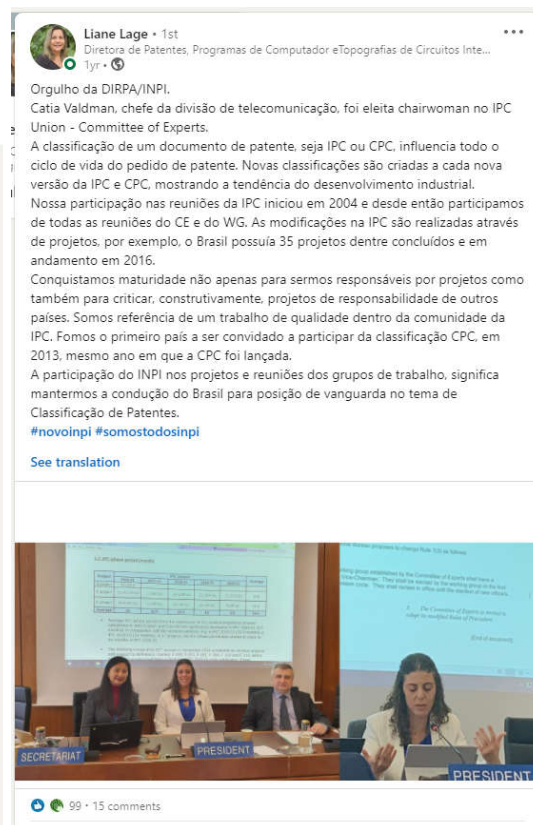 Liane Lage • 1st
Diretora de Patentes, Programas de Computador eTopografias de Circuitos Inte...
1yr •
Orgulho da DIRPA/INPI.
Catia Valdman, chefe da divisão de telecomunicação, foi eleita chairwoman no IPC
Union - Committee of Experts.
A classificação de um documento de patente, seja IPC ou CPC, influencia todo o
ciclo de vida do pedido de patente. Novas classificações são criadas a cada nova
versão da IPC e CPC, mostrando a tendência do desenvolvimento industrial.
Nossa participação nas reuniões da IPC iniciou em 2004 e desde então participamos
de todas as reuniões do CE e do WG. As modificações na IPC são realizadas através
de projetos, por exemplo, o Brasil possuía 35 projetos dentre concluídos e em
andamento em 2016.
Conquistamos maturidade não apenas para sermos responsáveis por projetos como
também para criticar, construtivamente, projetos de responsabilidade de outros
países. Somos referência de um trabalho de qualidade dentro da comunidade da
IPC. Fomos o primeiro país a ser convidado a participar da classificação CPC, em
2013, mesmo ano em que a CPC foi lançada.
A participação do INPI nos projetos e reuniões dos grupos de trabalho, significa
mantermos a condução do Brasil para posição de vanguarda no tema de
Classificação de Patentes.
#novoinpi #somostodosinpi
See translation
SECRETARIAT
PRESIDENT
PRESIDENT
99 • 15 comments